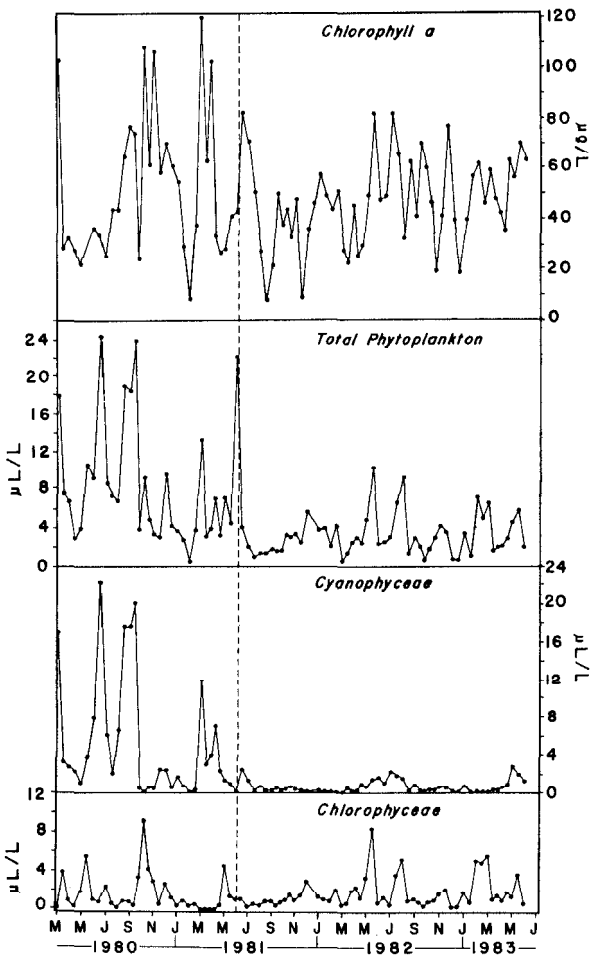 Chlorophyll a
120
100
80
60
40
20
0
µg/L
Total Phytoplankton
24
20
16
12
8
4
0
µL/L
Cyanophyceae
24
20
16
12
8
4
0
µL/L
Chlorophyceae
12
8
4
0
µL/L
M M J S N J M M J S N J M M J S N J M M J
1980 1981 1982 1983